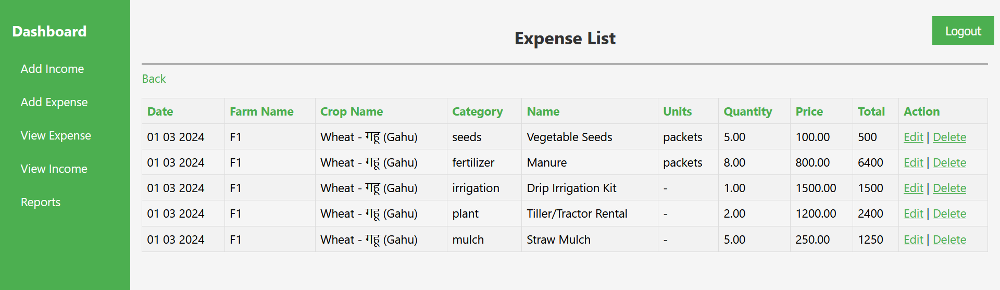 Dashboard
Add Income
Add Expense
View Expense
View Income
Reports
Logout
Expense List
Back
Date Farm Name Crop Name Category Name Units Quantity Price Total Action
01 03 2024 F1 Wheat - गहू (Gahu) seeds Vegetable Seeds packets 5.00 100.00 500 Edit | Delete
01 03 2024 F1 Wheat - गहू (Gahu) fertilizer Manure packets 8.00 800.00 6400 Edit | Delete
01 03 2024 F1 Wheat - गहू (Gahu) irrigation Drip Irrigation Kit - 1.00 1500.00 1500 Edit | Delete
01 03 2024 F1 Wheat - गहू (Gahu) plant Tiller/Tractor Rental - 2.00 1200.00 2400 Edit | Delete
01 03 2024 F1 Wheat - गहू (Gahu) mulch Straw Mulch - 5.00 250.00 1250 Edit | Delete